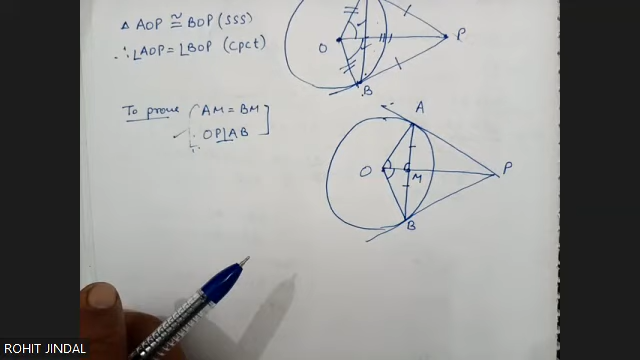 △ AOP ≅ BOP (SSS)
∴ ∠AOP = ∠BOP (Cpct)
O
P
B
To prove
AM = BM
OP⊥AB
A
O
M
P
B
ROHIT JINDAL